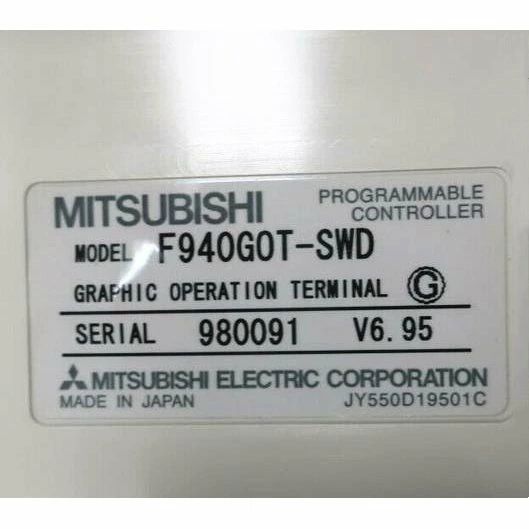 MITSUBISHI PROGRAMMABLE CONTROLLER
MODEL F940GOT-SWD
GRAPHIC OPERATION TERMINAL G
SERIAL 980091 V6.95
MITSUBISHI ELECTRIC CORPORATION
MADE IN JAPAN JY550D19501C